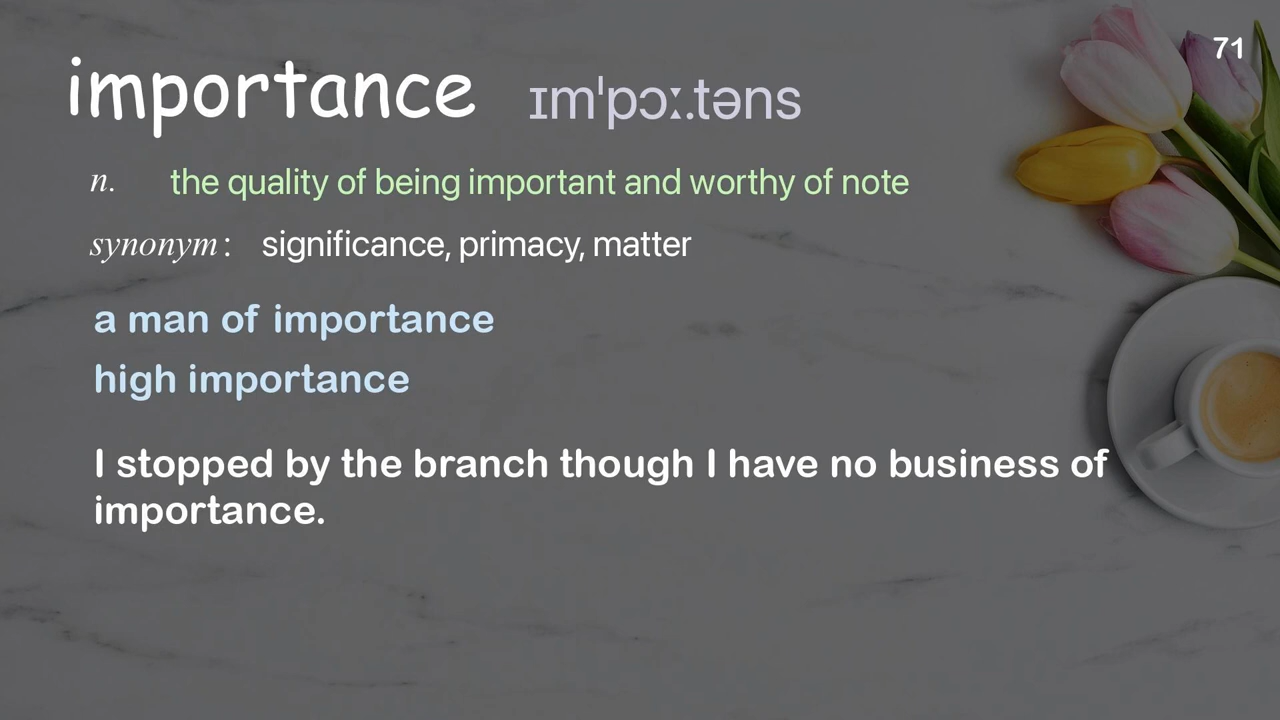 71
importance ɪmˈpɔː.təns
n. the quality of being important and worthy of note
synonym: significance, primacy, matter
a man of importance
high importance
I stopped by the branch though I have no business of
importance.